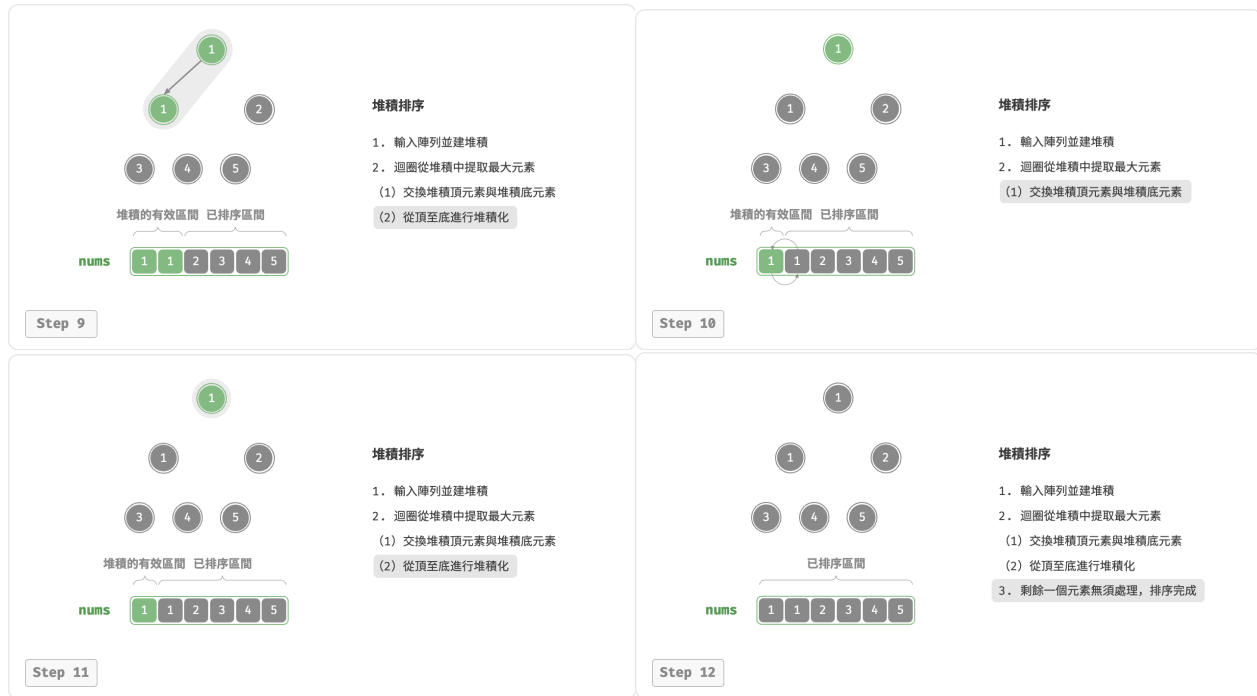 1
1
2
3
4
5
堆積的有效區間 已排序區間
nums 1 1 2 3 4 5
堆積排序
1. 輸入陣列並建堆積
2. 迴圈從堆積中提取最大元素
（1）交換堆積頂元素與堆積底元素
（2）從頂至底進行堆積化
Step 9
1
1
2
3
4
5
堆積的有效區間 已排序區間
nums 1 1 2 3 4 5
堆積排序
1. 輸入陣列並建堆積
2. 迴圈從堆積中提取最大元素
（1）交換堆積頂元素與堆積底元素
Step 10
1
1
2
3
4
5
堆積的有效區間 已排序區間
nums 1 1 2 3 4 5
堆積排序
1. 輸入陣列並建堆積
2. 迴圈從堆積中提取最大元素
（1）交換堆積頂元素與堆積底元素
（2）從頂至底進行堆積化
Step 11
1
1
2
3
4
5
已排序區間
nums 1 1 2 3 4 5
堆積排序
1. 輸入陣列並建堆積
2. 迴圈從堆積中提取最大元素
（1）交換堆積頂元素與堆積底元素
（2）從頂至底進行堆積化
3. 剩餘一個元素無須處理，排序完成
Step 12